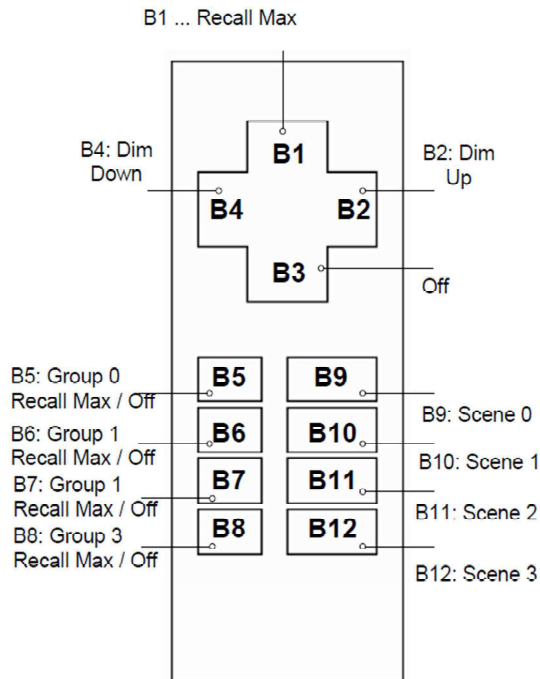 B1 ... Recall Max
B1
B4: Dim
Down
B2: Dim
Up
B4
B2
B3
Off
B5: Group 0
Recall Max / Off
B5
B9
B9: Scene 0
B6: Group 1
Recall Max / Off
B6
B10
B10: Scene 1
B7: Group 1
Recall Max / Off
B7
B11
B11: Scene 2
B8: Group 3
Recall Max / Off
B8
B12
B12: Scene 3